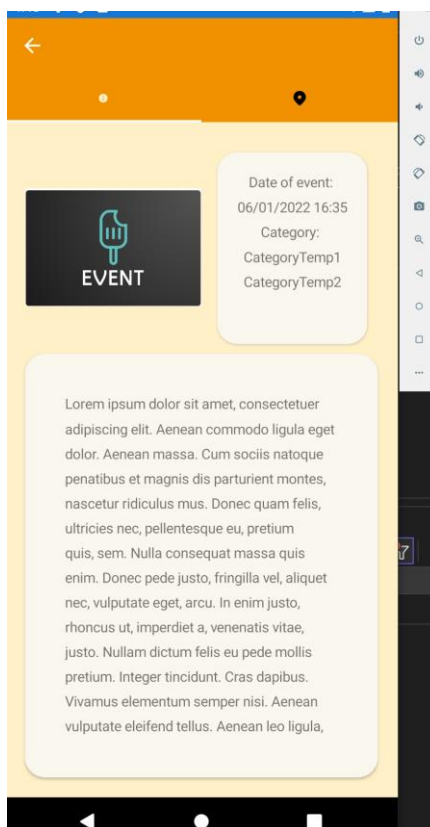 EVENT
Date of event:
06/01/2022 16:35
Category:
CategoryTemp1
CategoryTemp2
Lorem ipsum dolor sit amet, consectetuer
adipiscing elit. Aenean commodo ligula eget
dolor. Aenean massa. Cum sociis natoque
penatibus et magnis dis parturient montes,
nascetur ridiculus mus. Donec quam felis,
ultricies nec, pellentesque eu, pretium
quis, sem. Nulla consequat massa quis
enim. Donec pede justo, fringilla vel, aliquet
nec, vulputate eget, arcu. In enim justo,
rhoncus ut, imperdiet a, venenatis vitae,
justo. Nullam dictum felis eu pede mollis
pretium. Integer tincidunt. Cras dapibus.
Vivamus elementum semper nisi. Aenean
vulputate eleifend tellus. Aenean leo ligula,